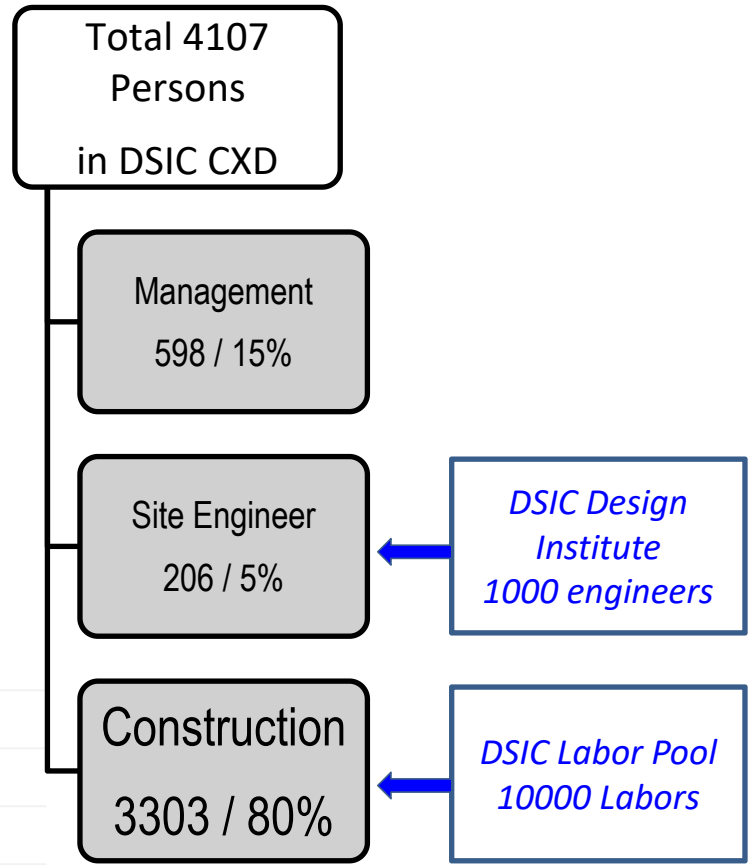 Total 4107
Persons
in DSIC CXD
Management
598 / 15%
Site Engineer
206 / 5%
DSIC Design
Institute
1000 engineers
Construction
3303 / 80%
DSIC Labor Pool
10000 Labors